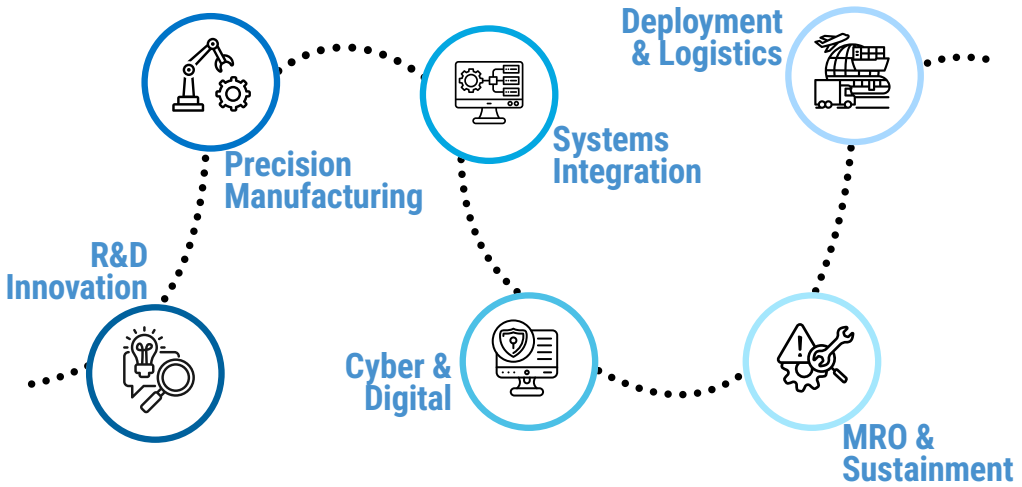 R&D
Innovation
Precision
Manufacturing
Systems
Integration
Cyber &
Digital
MRO &
Sustainment
Deployment
& Logistics